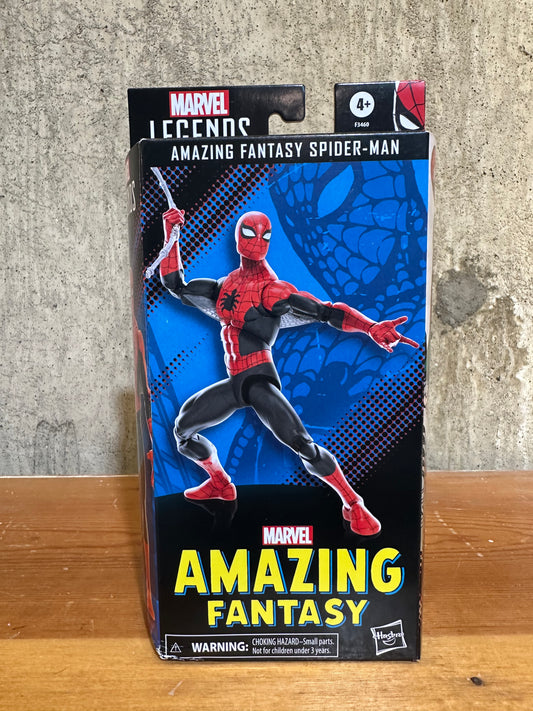 MARVEL
LEGENDS
4+
F3460
AMAZING FANTASY SPIDER-MAN
MARVEL
AMAZING
FANTASY
WARNING: CHOKING HAZARD–Small parts.
Not for children under 3 years.
Hasbro